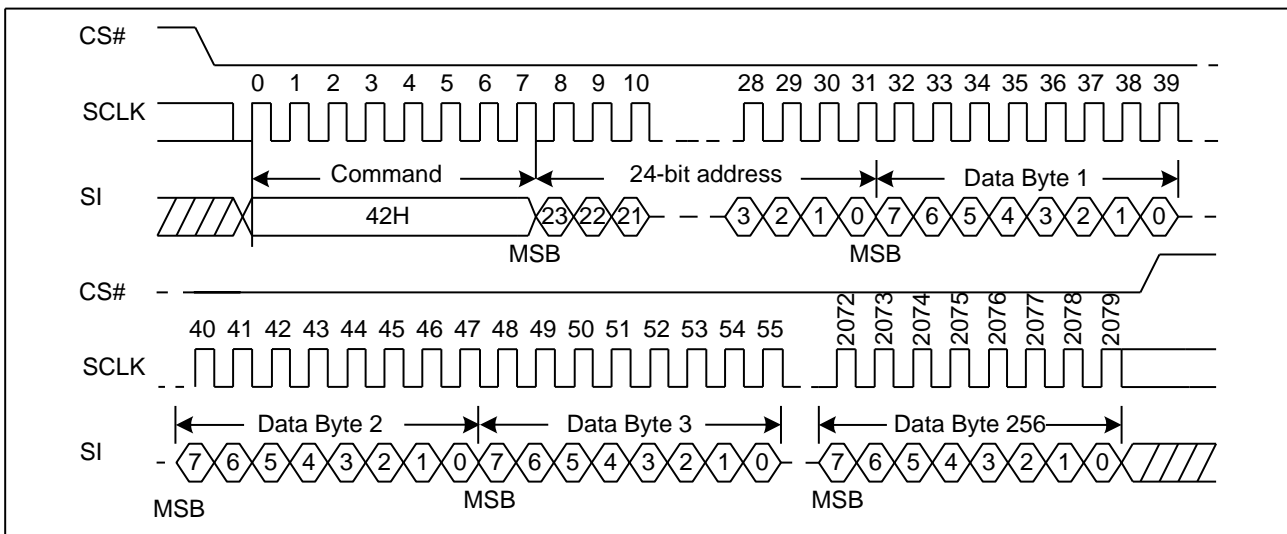 CS#
0 1 2 3 4 5 6 7 8 9 10 28 29 30 31 32 33 34 35 36 37 38 39
SCLK
Command 24-bit address Data Byte 1
SI
42H 23 22 21 3 2 1 0 7 6 5 4 3 2 1 0
MSB MSB
CS#
40 41 42 43 44 45 46 47 48 49 50 51 52 53 54 55 2072 2073 2074 2075 2076 2077 2078 2079
SCLK
Data Byte 2 Data Byte 3 Data Byte 256
SI
7 6 5 4 3 2 1 0 7 6 5 4 3 2 1 0 7 6 5 4 3 2 1 0
MSB MSB MSB